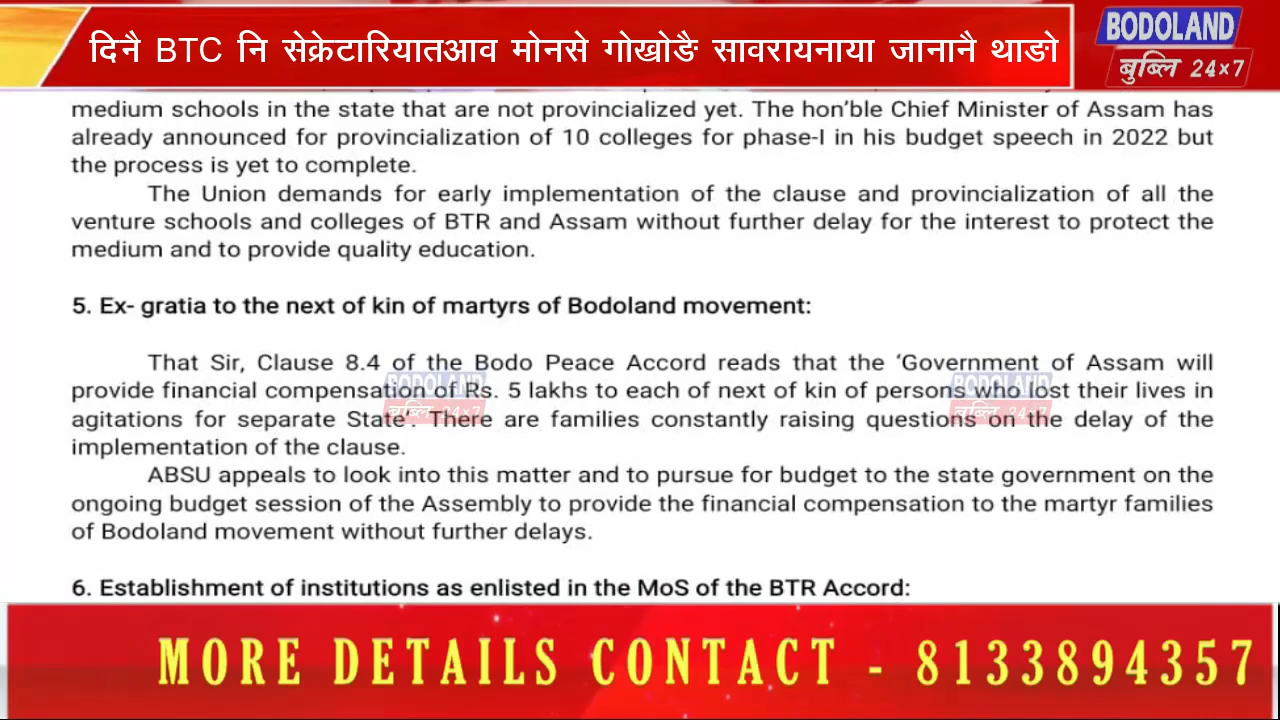 दिनै BTC नि सेक्रेटारियातआव मोनसे गोखोङै सावरायनाया जानानै थाङो
BODOLAND
बुब्लि 24×7
medium schools in the state that are not provincialized yet. The hon’ble Chief Minister of Assam has
already announced for provincialization of 10 colleges for phase-I in his budget speech in 2022 but
the process is yet to complete.
The Union demands for early implementation of the clause and provincialization of all the
venture schools and colleges of BTR and Assam without further delay for the interest to protect the
medium and to provide quality education.
5. Ex- gratia to the next of kin of martyrs of Bodoland movement:
That Sir, Clause 8.4 of the Bodo Peace Accord reads that the ‘Government of Assam will
provide financial compensation of Rs. 5 lakhs to each of next of kin of persons who lost their lives in
agitations for separate State’. There are families constantly raising questions on the delay of the
implementation of the clause.
BODOLAND
बुब्लि 24×7
BODOLAND
बुब्लि 24×7
ABSU appeals to look into this matter and to pursue for budget to the state government on the
ongoing budget session of the Assembly to provide the financial compensation to the martyr families
of Bodoland movement without further delays.
6. Establishment of institutions as enlisted in the MoS of the BTR Accord:
MORE DETAILS CONTACT - 8133894357